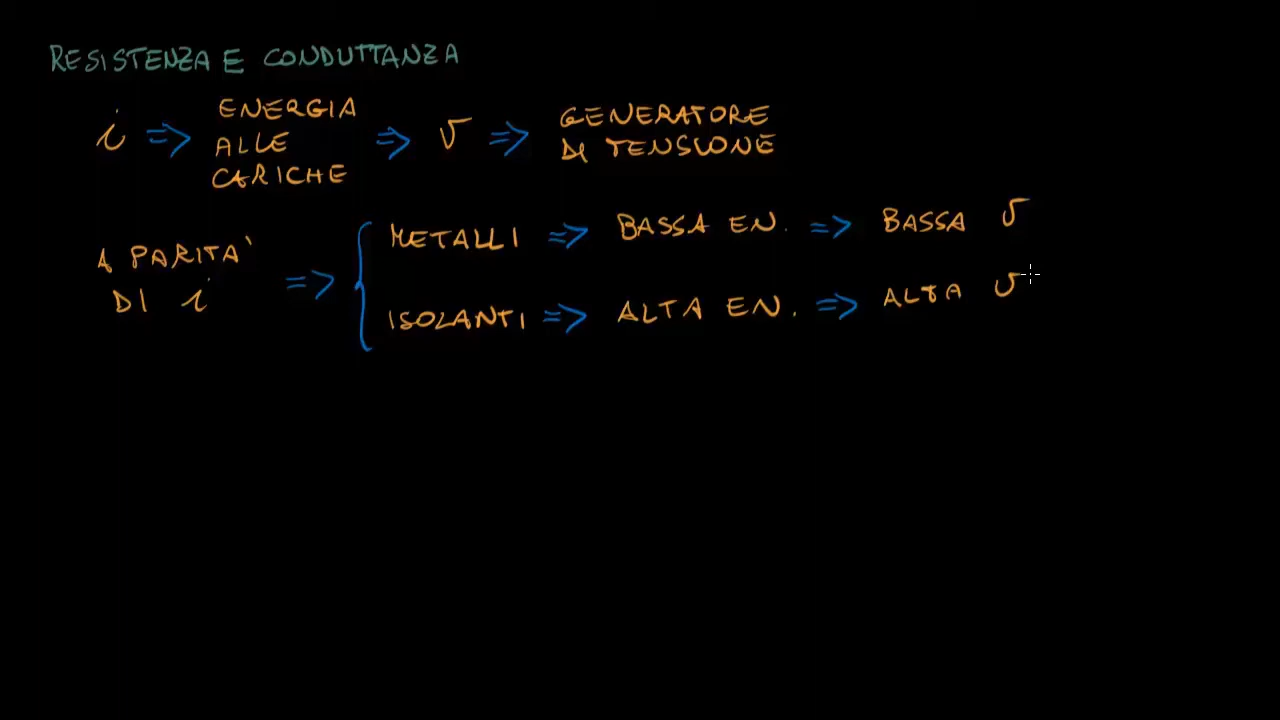 RESISTENZA E CONDUTTANZA
i => ENERGIA ALLE CARICHE => v => GENERATORE DI TENSIONE
A PARITA' DI i => { METALLI => BASSA EN. => BASSA v
ISOLANTI => ALTA EN. => ALTA v